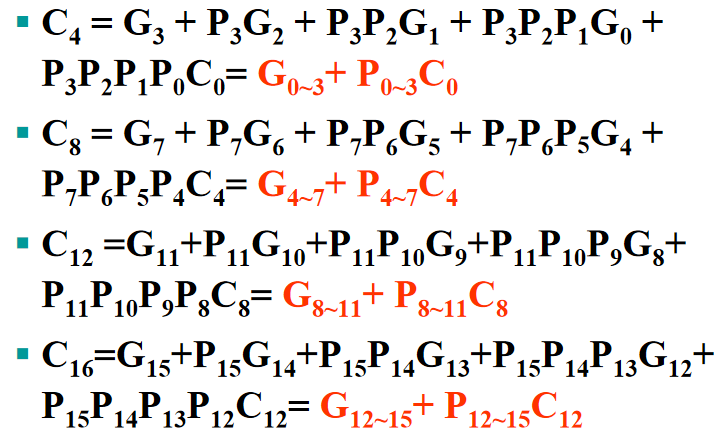 ▪ C₄ = G₃ + P₃G₂ + P₃P₂G₁ + P₃P₂P₁G₀ +
P₃P₂P₁P₀C₀= G₀~₃+ P₀~₃C₀
▪ C₈ = G₇ + P₇G₆ + P₇P₆G₅ + P₇P₆P₅G₄ +
P₇P₆P₅P₄C₄= G₄~₇+ P₄~₇C₄
▪ C₁₂ =G₁₁+P₁₁G₁₀+P₁₁P₁₀G₉+P₁₁P₁₀P₉G₈+
P₁₁P₁₀P₉P₈C₈= G₈~₁₁+ P₈~₁₁C₈
▪ C₁₆=G₁₅+P₁₅G₁₄+P₁₅P₁₄G₁₃+P₁₅P₁₄P₁₃G₁₂+
P₁₅P₁₄P₁₃P₁₂C₁₂= G₁₂~₁₅+ P₁₂~₁₅C₁₂